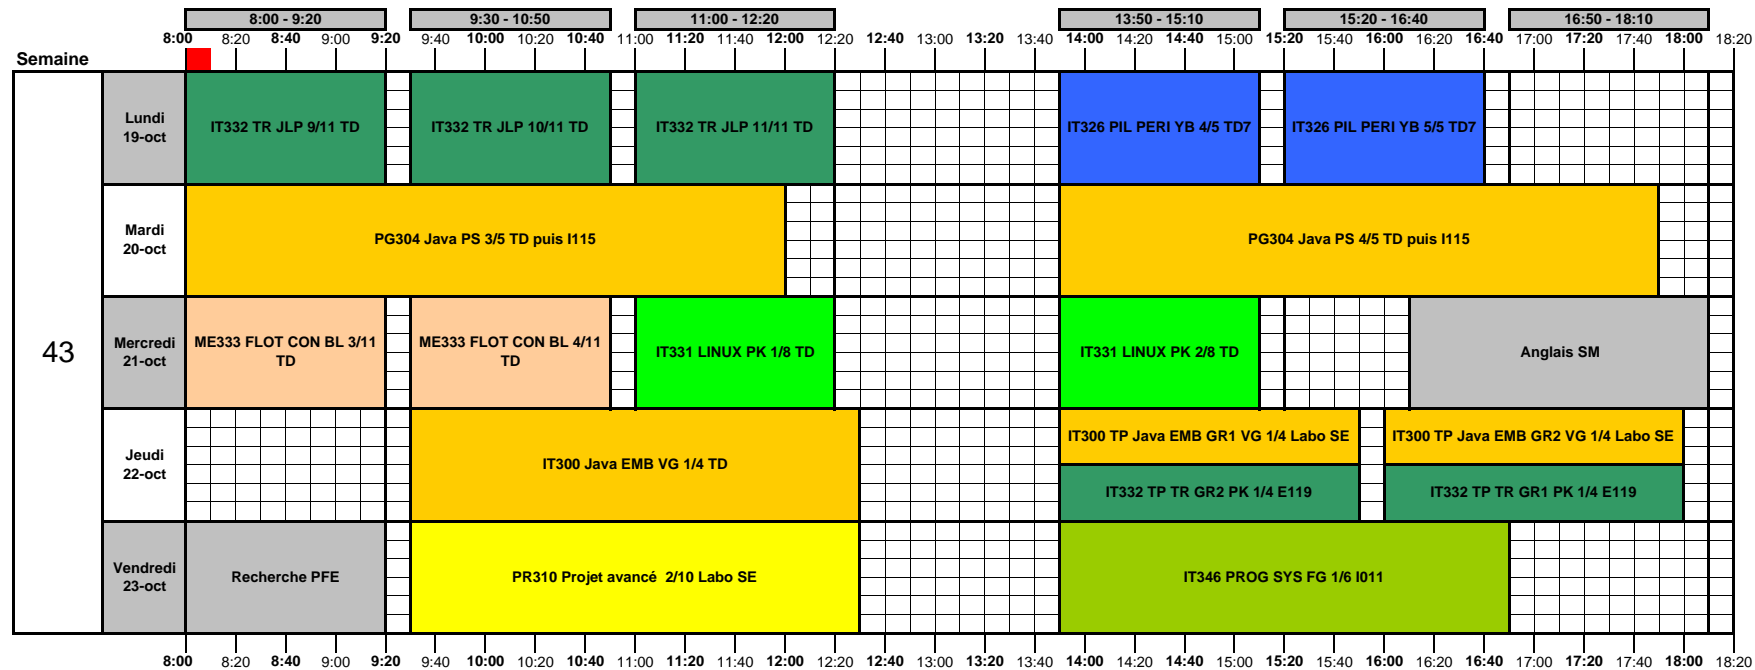 8:00 - 9:20 9:30 - 10:50 11:00 - 12:20 13:50 - 15:10 15:20 - 16:40 16:50 - 18:10
8:00 8:20 8:40 9:00 9:20 9:40 10:00 10:20 10:40 11:00 11:20 11:40 12:00 12:20 12:40 13:00 13:20 13:40 14:00 14:20 14:40 15:00 15:20 15:40 16:00 16:20 16:40 17:00 17:20 17:40 18:00 18:20
Semaine
43
Lundi
19-oct
IT332 TR JLP 9/11 TD
IT332 TR JLP 10/11 TD
IT332 TR JLP 11/11 TD
IT326 PIL PERI YB 4/5 TD7
IT326 PIL PERI YB 5/5 TD7
Mardi
20-oct
PG304 Java PS 3/5 TD puis I115
PG304 Java PS 4/5 TD puis I115
Mercredi
21-oct
ME333 FLOT CON BL 3/11
TD
ME333 FLOT CON BL 4/11
TD
IT331 LINUX PK 1/8 TD
IT331 LINUX PK 2/8 TD
Anglais SM
Jeudi
22-oct
IT300 Java EMB VG 1/4 TD
IT300 TP Java EMB GR1 VG 1/4 Labo SE
IT300 TP Java EMB GR2 VG 1/4 Labo SE
IT332 TP TR GR2 PK 1/4 E119
IT332 TP TR GR1 PK 1/4 E119
Vendredi
23-oct
Recherche PFE
PR310 Projet avancé  2/10 Labo SE
IT346 PROG SYS FG 1/6 I011
8:00 8:20 8:40 9:00 9:20 9:40 10:00 10:20 10:40 11:00 11:20 11:40 12:00 12:20 12:40 13:00 13:20 13:40 14:00 14:20 14:40 15:00 15:20 15:40 16:00 16:20 16:40 17:00 17:20 17:40 18:00 18:20